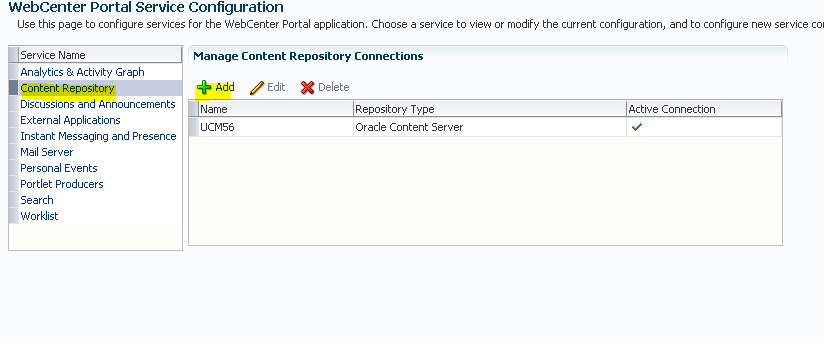 WebCenter Portal Service Configuration
Use this page to configure services for the WebCenter Portal application. Choose a service to view or modify the current configuration, and to configure new service
Service Name
Analytics & Activity Graph
Content Repository
Discussions and Announcements
External Applications
Instant Messaging and Presence
Mail Server
Personal Events
Portlet Producers
Search
Worklist
Manage Content Repository Connections
Add Edit Delete
Name Repository Type Active Connection
UCM56 Oracle Content Server